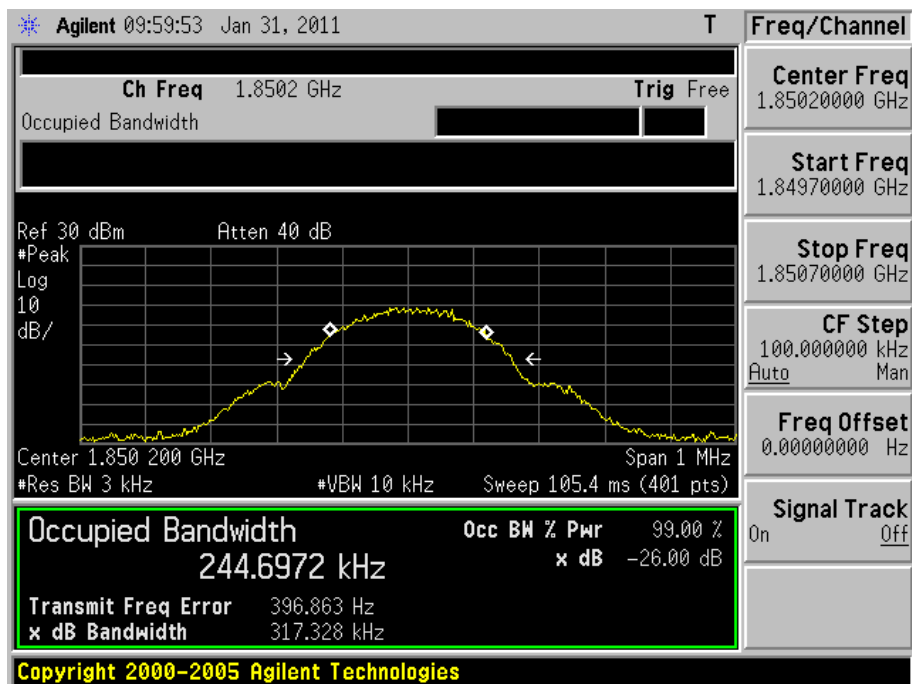 Agilent 09:59:53 Jan 31, 2011 T
Freq/Channel
Ch Freq 1.8502 GHz Trig Free
Occupied Bandwidth
Center Freq
1.85020000 GHz
Start Freq
1.84970000 GHz
Stop Freq
1.85070000 GHz
CF Step
100.000000 kHz
Auto Man
Freq Offset
0.00000000 Hz
Signal Track
On Off
Ref 30 dBm Atten 40 dB
#Peak
Log
10
dB/
Center 1.850 200 GHz Span 1 MHz
#Res BW 3 kHz #VBW 10 kHz Sweep 105.4 ms (401 pts)
Occupied Bandwidth
244.6972 kHz
Occ BW % Pwr 99.00 %
x dB -26.00 dB
Transmit Freq Error 396.863 Hz
x dB Bandwidth 317.328 kHz
Copyright 2000-2005 Agilent Technologies